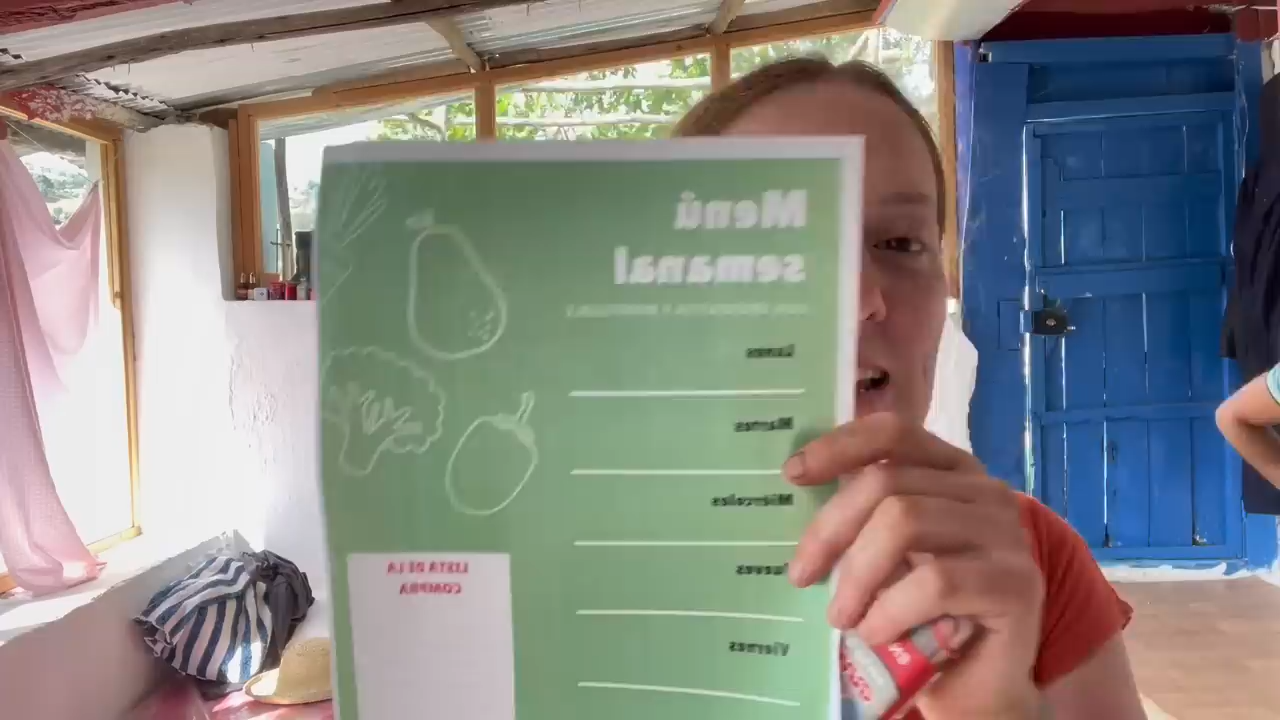 Menú
semanal
Lunes
Martes
Miércoles
Jueves
Viernes
LISTA DE LA
COMPRA